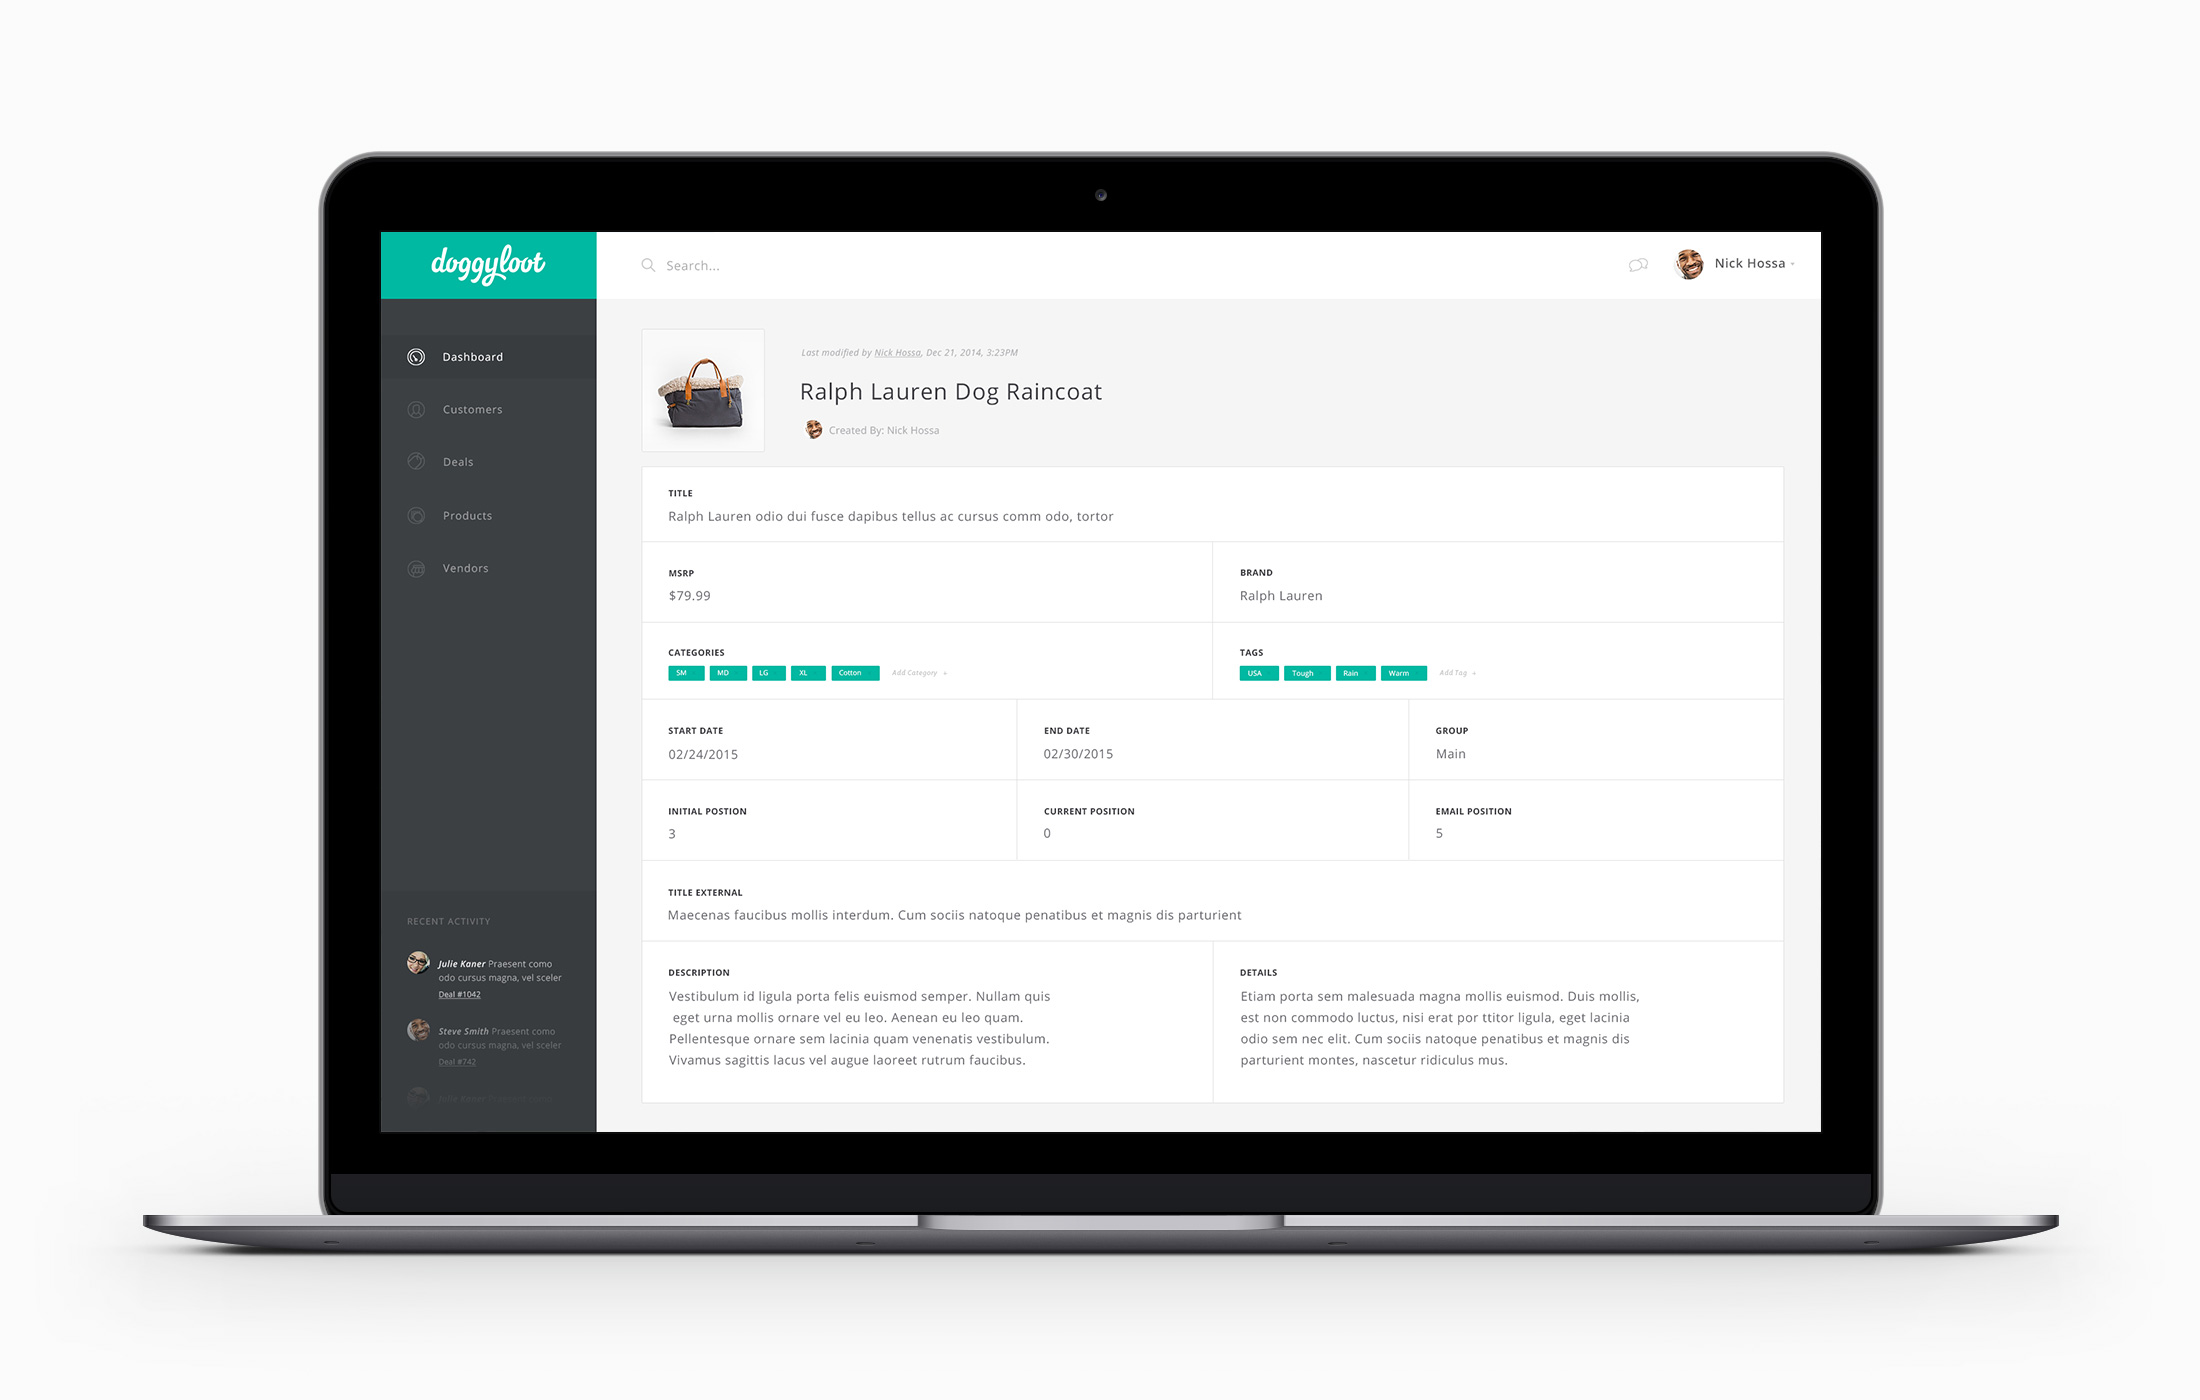 doggyloot
Search...
Nick Hossa
Dashboard
Customers
Deals
Products
Vendors
RECENT ACTIVITY
Julie Kaner Praesent como
odo cursus magna, vel sceler
Deal #1042
Steve Smith Praesent como
odo cursus magna, vel sceler
Deal #742
Julie Kaner Praesent como
Last modified by Nick Hossa, Dec 21, 2014, 3:23PM
Ralph Lauren Dog Raincoat
Created By: Nick Hossa
TITLE
Ralph Lauren odio dui fusce dapibus tellus ac cursus comm odo, tortor
MSRP
$79.99
BRAND
Ralph Lauren
CATEGORIES
SM MD LG XL Cotton Add Category +
TAGS
USA Tough Rain Warm Add Tag +
START DATE
02/24/2015
END DATE
02/30/2015
GROUP
Main
INITIAL POSTION
3
CURRENT POSITION
0
EMAIL POSITION
5
TITLE EXTERNAL
Maecenas faucibus mollis interdum. Cum sociis natoque penatibus et magnis dis parturient
DESCRIPTION
Vestibulum id ligula porta felis euismod semper. Nullam quis
eget urna mollis ornare vel eu leo. Aenean eu leo quam.
Pellentesque ornare sem lacinia quam venenatis vestibulum.
Vivamus sagittis lacus vel augue laoreet rutrum faucibus.
DETAILS
Etiam porta sem malesuada magna mollis euismod. Duis mollis,
est non commodo luctus, nisi erat por ttitor ligula, eget lacinia
odio sem nec elit. Cum sociis natoque penatibus et magnis dis
parturient montes, nascetur ridiculus mus.